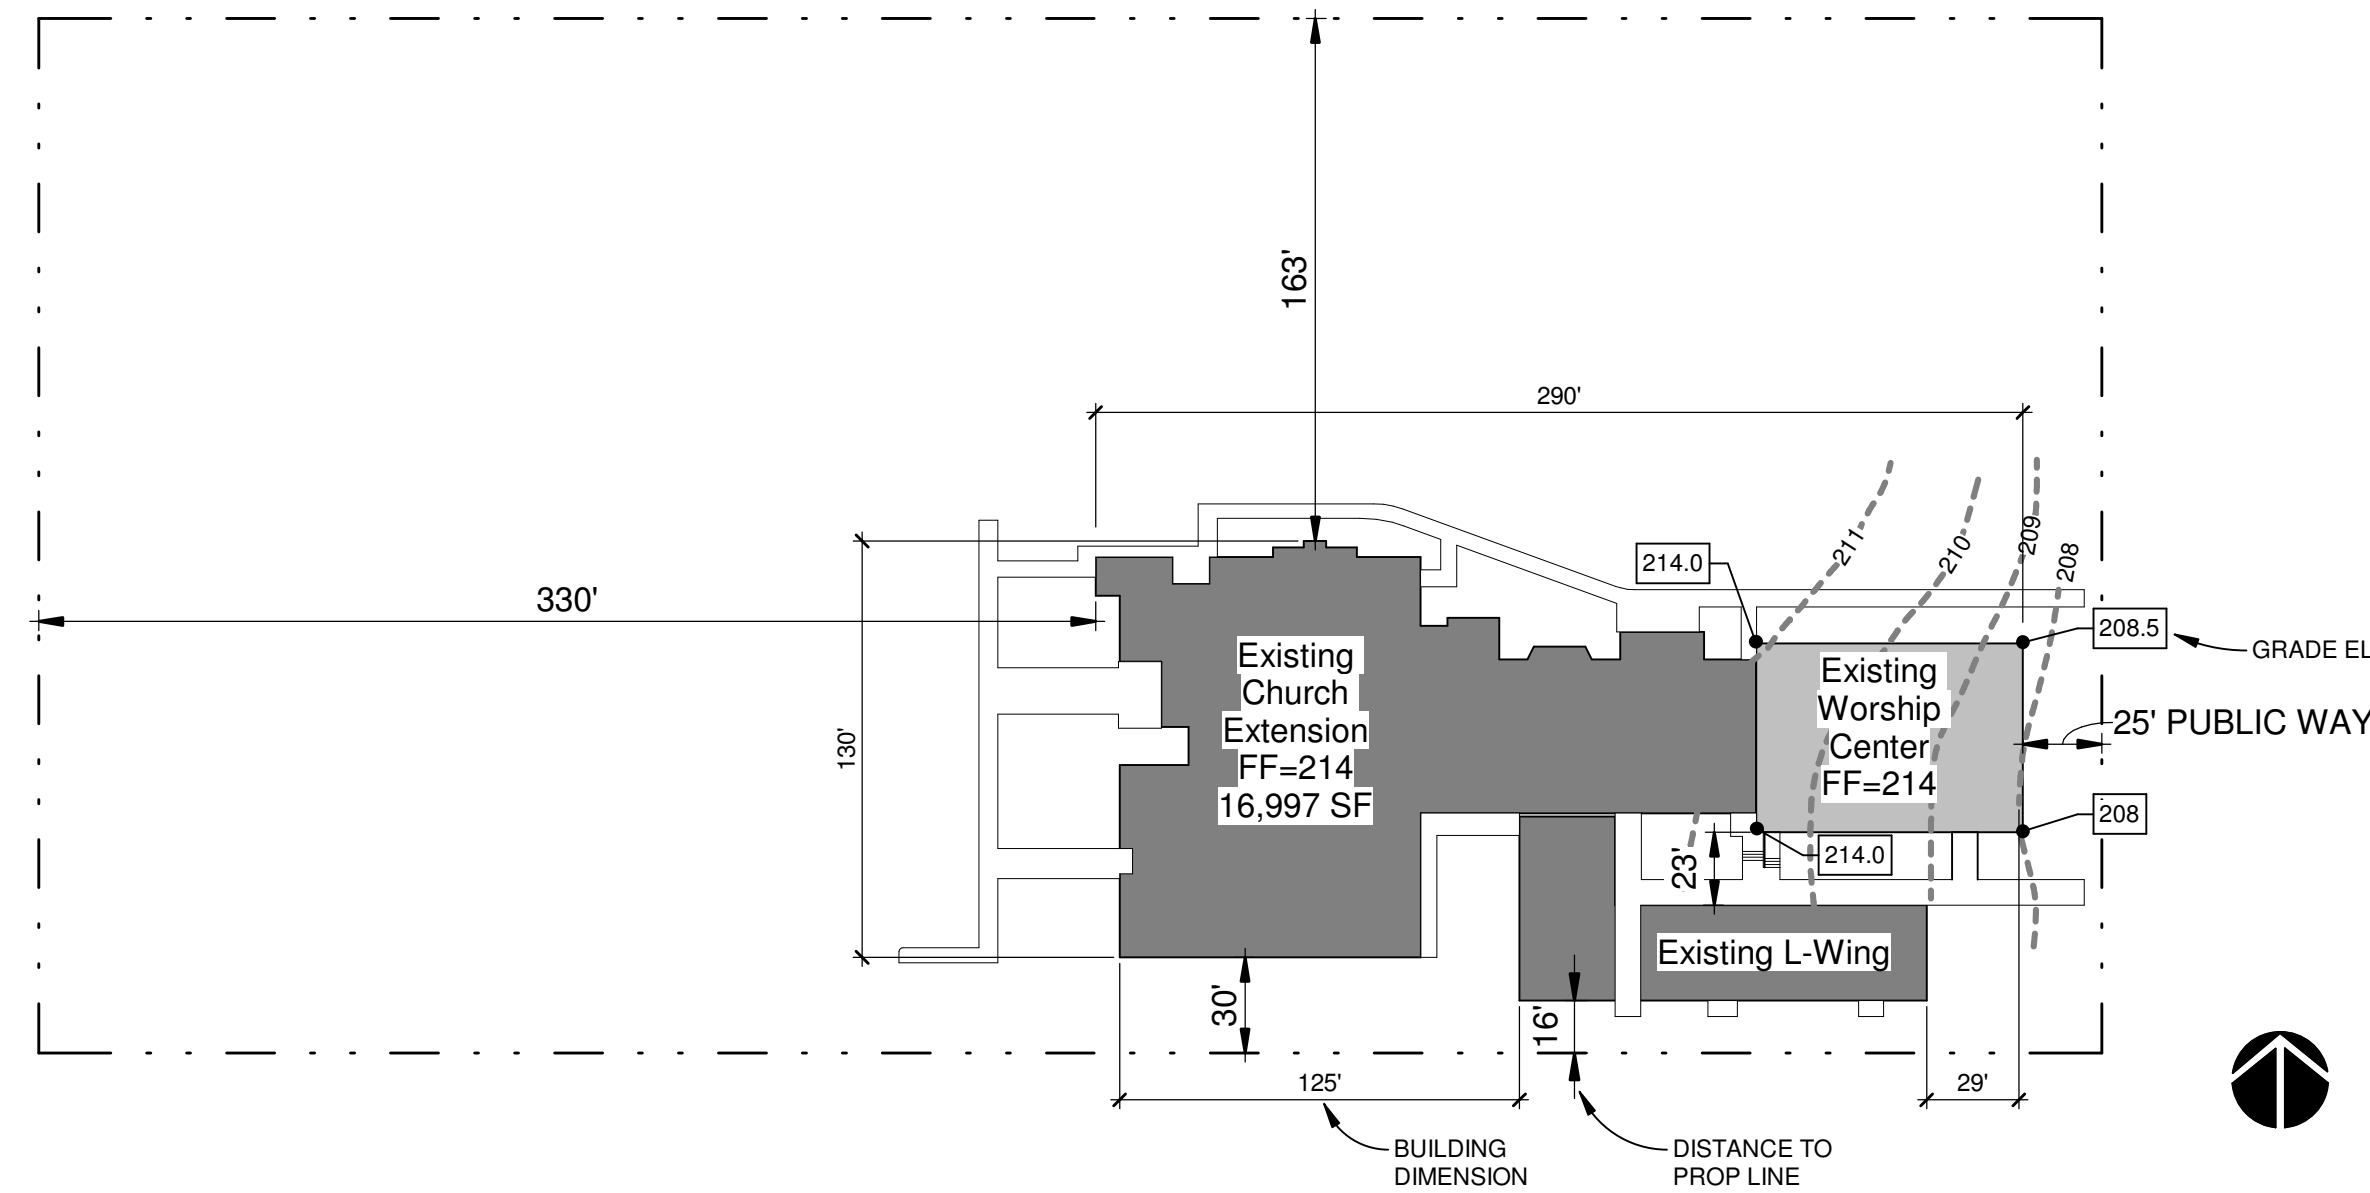 163'
290'
330'
130'
211
210
209
208
214.0
208.5
GRADE EL
Existing
Church
Extension
FF=214
16,997 SF
Existing
Worship
Center
FF=214
25' PUBLIC WAY
208
214.0
23'
Existing L-Wing
30'
16'
125'
29'
BUILDING
DIMENSION
DISTANCE TO
PROP LINE